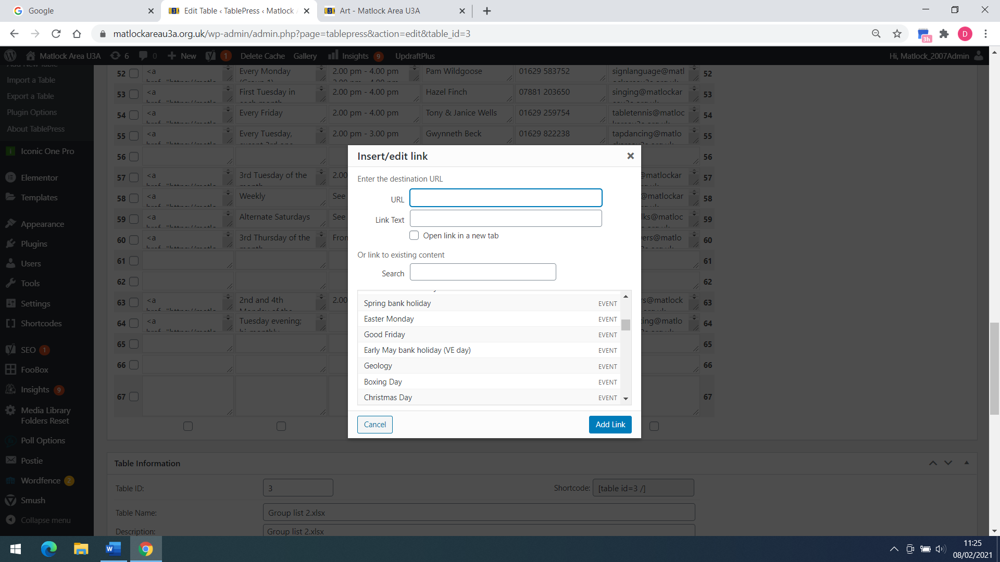 Google
Edit Table ‹ TablePress ‹ Matlock
Art - Matlock Area U3A
matlockareau3a.org.uk/wp-admin/admin.php?page=tablepress&action=edit&table_id=3
3h
D
Matlock Area U3A
6
0
New
1
Delete Cache
Gallery
Insights
9
UpdraftPlus
Hi, Matlock_2007Admin
Add New Table
Import a Table
Export a Table
Plugin Options
About TablePress
Iconic One Pro
Elementor
Templates
Appearance
Plugins
Users
Tools
Settings
Shortcodes
SEO 1
FooBox
Insights 9
Media Library
Folders Reset
Poll Options
Postie
Wordfence 2
Smush
Collapse menu
52 <a Every Monday 2.00 pm - 4.00 pm Pam Wildgoose 01629 583752 signlanguage@matl 52
53 <a First Tuesday in 2.00 pm - 4.00 pm Hazel Finch 07881 203650 singing@matlockar 53
54 <a Every Friday 2.00 pm - 4.00 pm Tony & Janice Wells 01629 259754 tabletennis@matloc 54
55 <a Every Tuesday, 2.00 pm - 3.00 pm Gwynneth Beck 01629 822238 tapdancing@matlo 55
56 56
57 <a 3rd Tuesday of the 2.00 @matlockar 57
58 <a Weekly See @matlockar 58
59 <a Alternate Saturdays See lks@matloc 59
60 <a 3rd Thursday of the From ers@matlo 60
61 61
62 62
63 <a 2nd and 4th 2.00 rs@matlock 63
64 <a Tuesday evening; ing@matlo 64
65 65
66 66
67 67
Insert/edit link
Enter the destination URL
URL
Link Text
Open link in a new tab
Or link to existing content
Search
Spring bank holiday EVENT
Easter Monday EVENT
Good Friday EVENT
Early May bank holiday (VE day) EVENT
Geology EVENT
Boxing Day EVENT
Christmas Day EVENT
Cancel
Add Link
Table Information
Table ID: 3 Shortcode: [table id=3 /]
Table Name: Group list 2.xlsx
Description: Group list 2.xlsx
11:25
08/02/2021